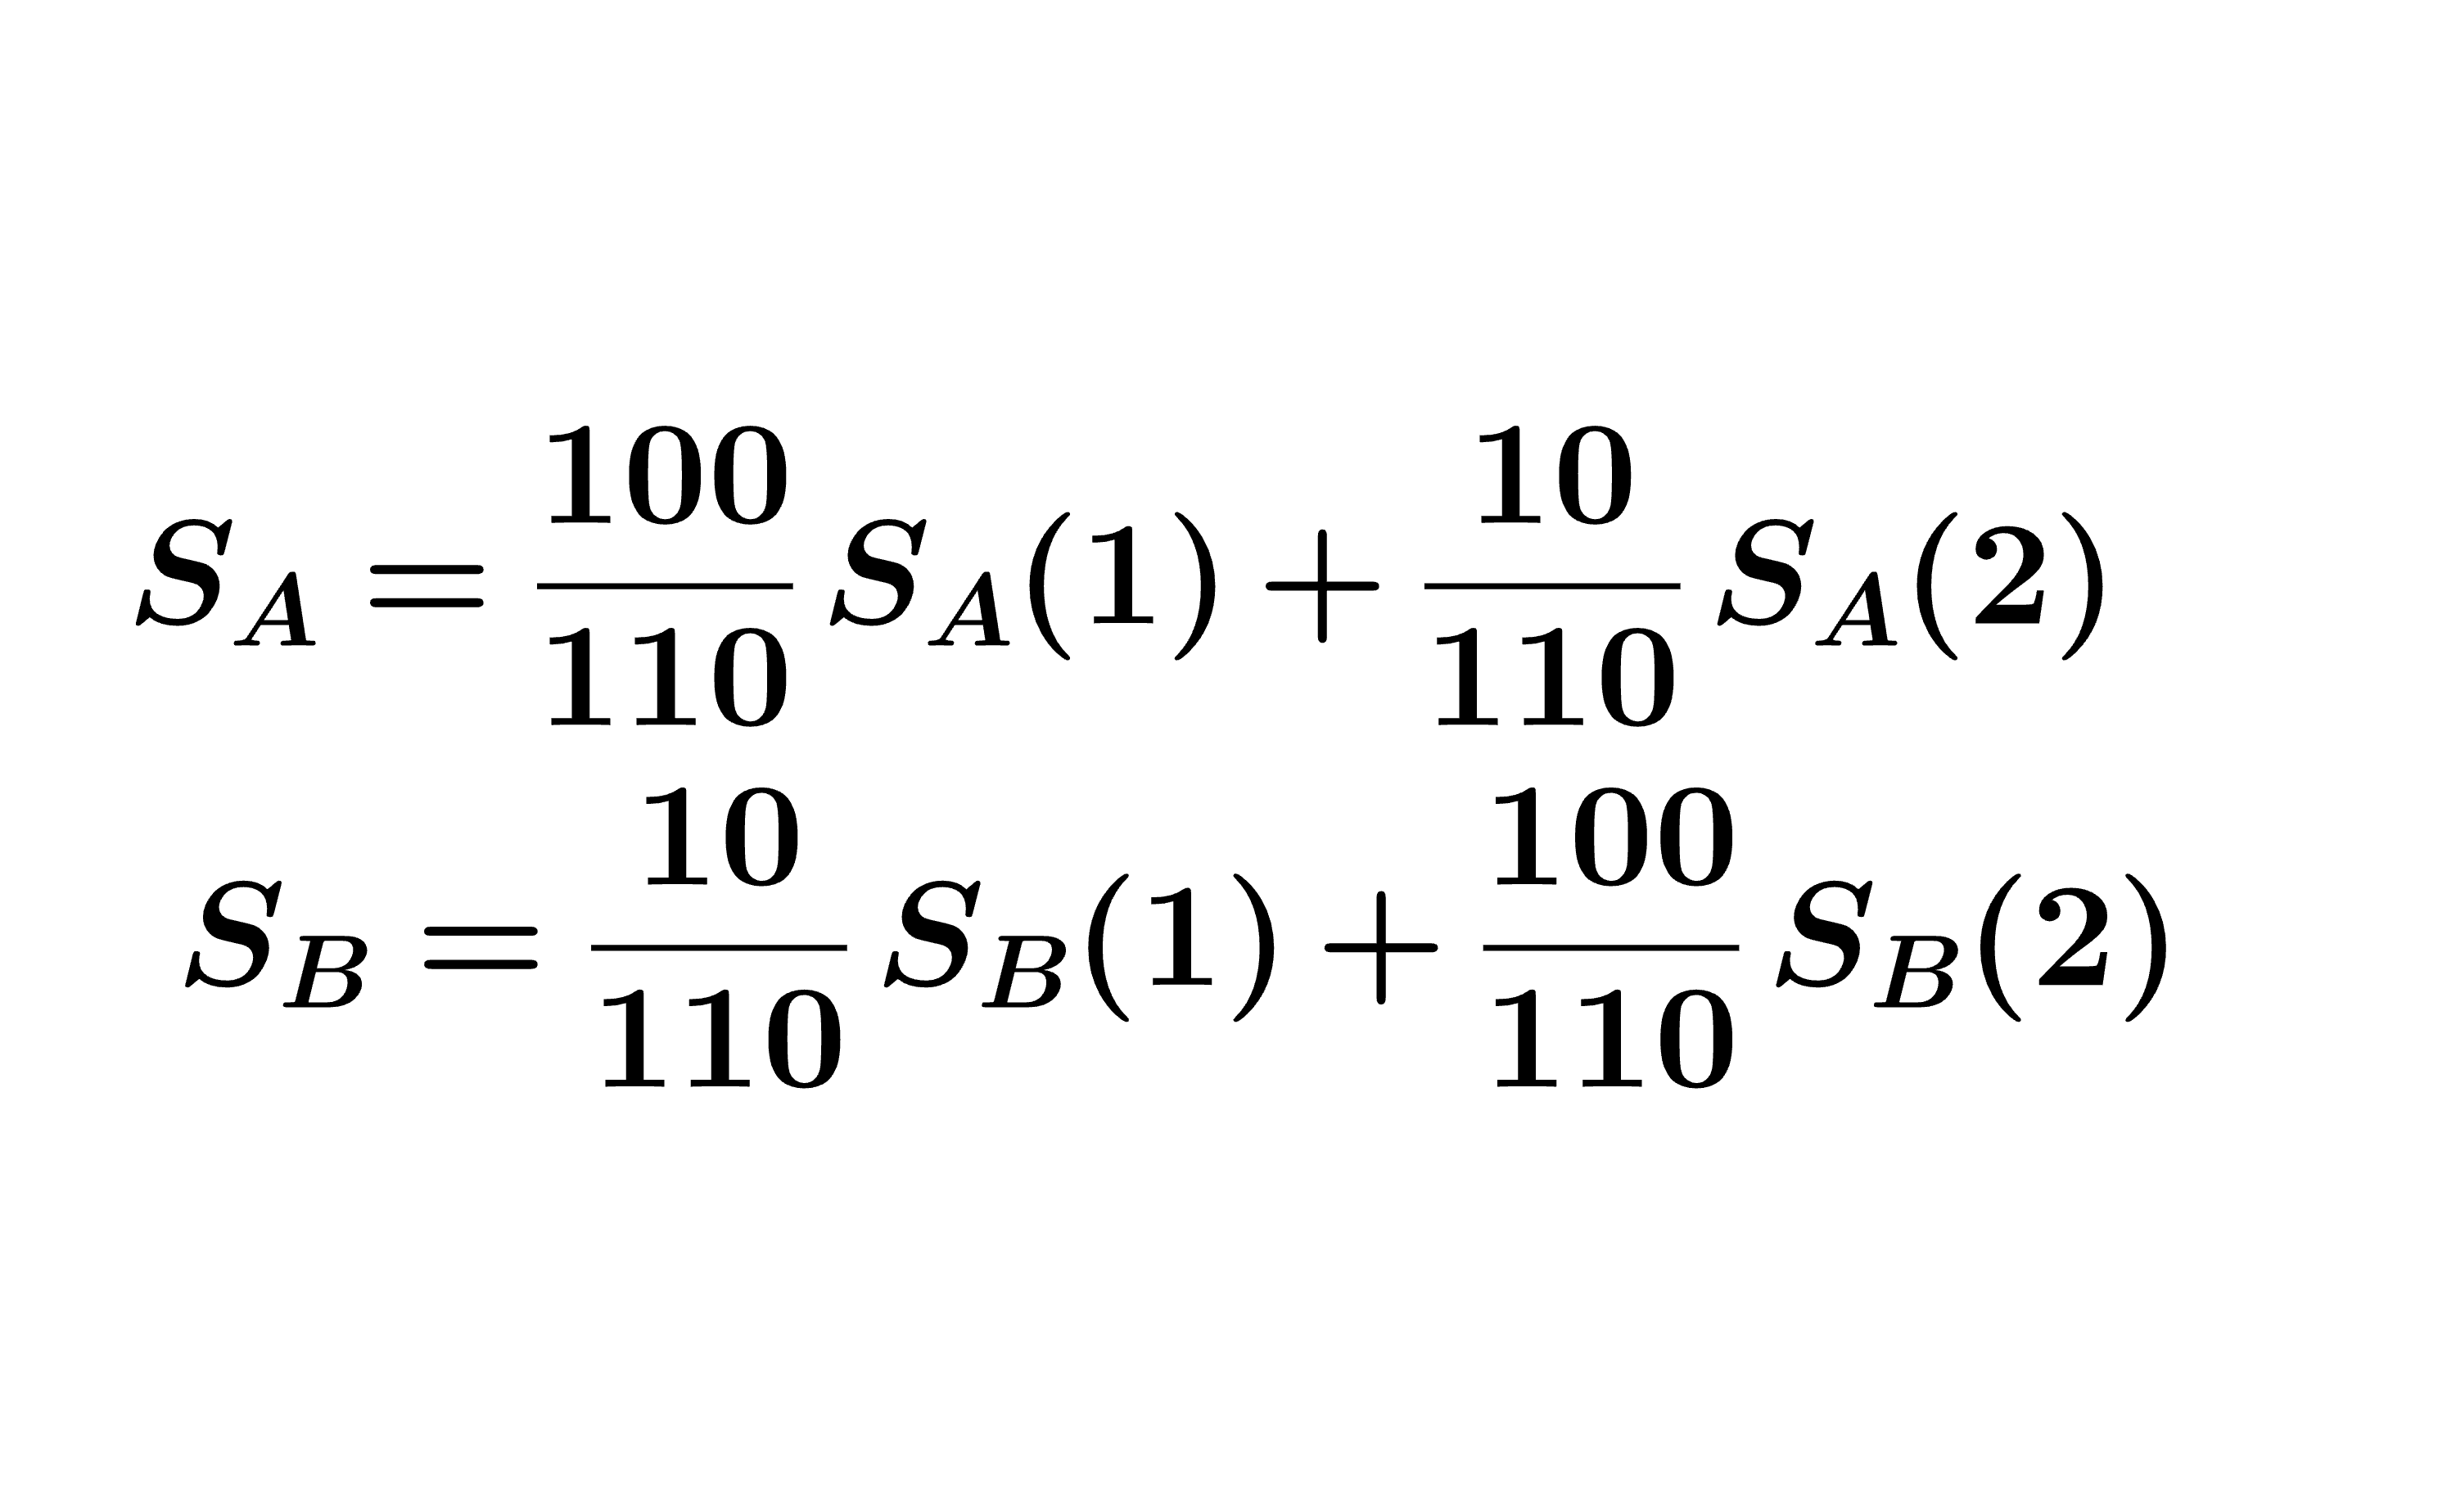 S_A = \frac{100}{110} S_A(1) + \frac{10}{110} S_A(2)
S_B = \frac{10}{110} S_B(1) + \frac{100}{110} S_B(2)